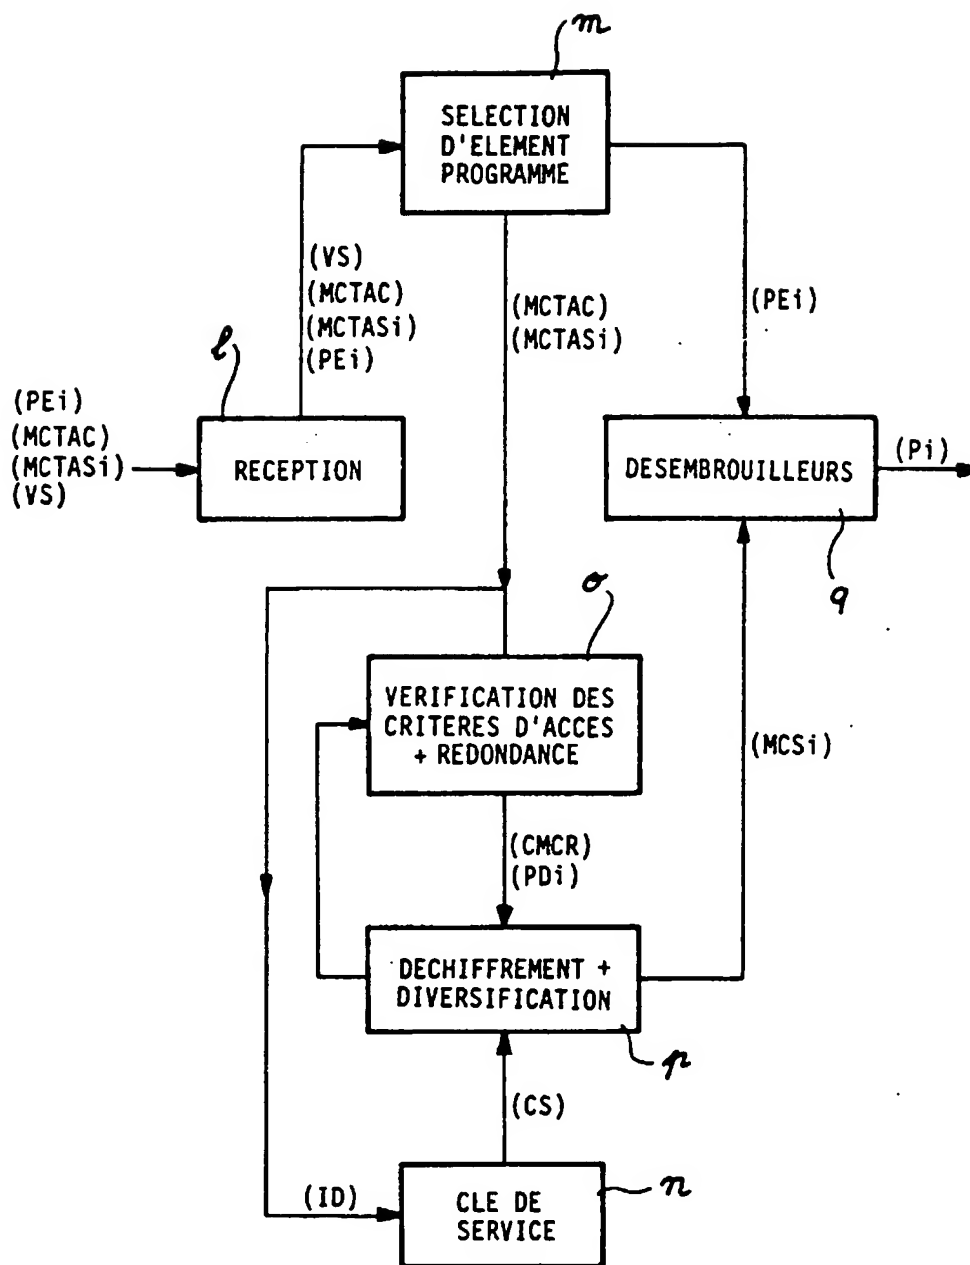 m
SELECTION
D'ELEMENT
PROGRAMME
(VS)
(MCTAC)
(MCTASi)
(PEi)
(MCTAC)
(MCTASi)
(PEi)
l
(PEi)
(MCTAC)
(MCTASi)
(VS)
RECEPTION
DESEMBROUILLEURS
(Pi)
q
o
VERIFICATION DES
CRITERES D'ACCES
+ REDONDANCE
(MCSi)
(CMCR)
(PDi)
DECHIFFREMENT +
DIVERSIFICATION
p
(CS)
(ID)
CLE DE
SERVICE
n